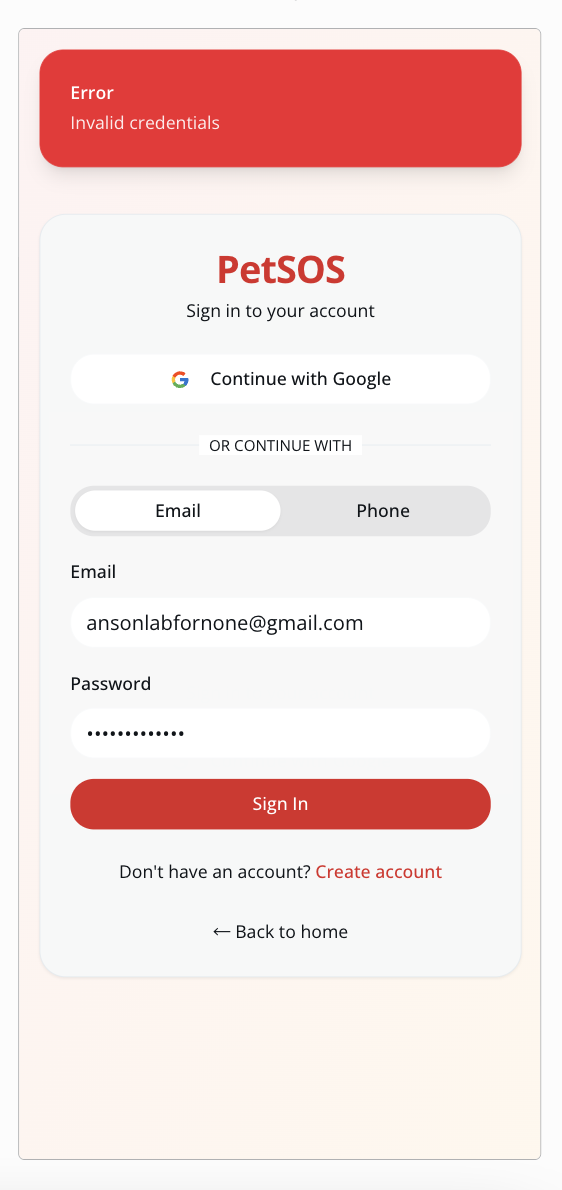 Error
Invalid credentials
PetSOS
Sign in to your account
Continue with Google
OR CONTINUE WITH
Email Phone
Email
ansonlabfornone@gmail.com
Password
•••••••••••••
Sign In
Don't have an account? Create account
← Back to home